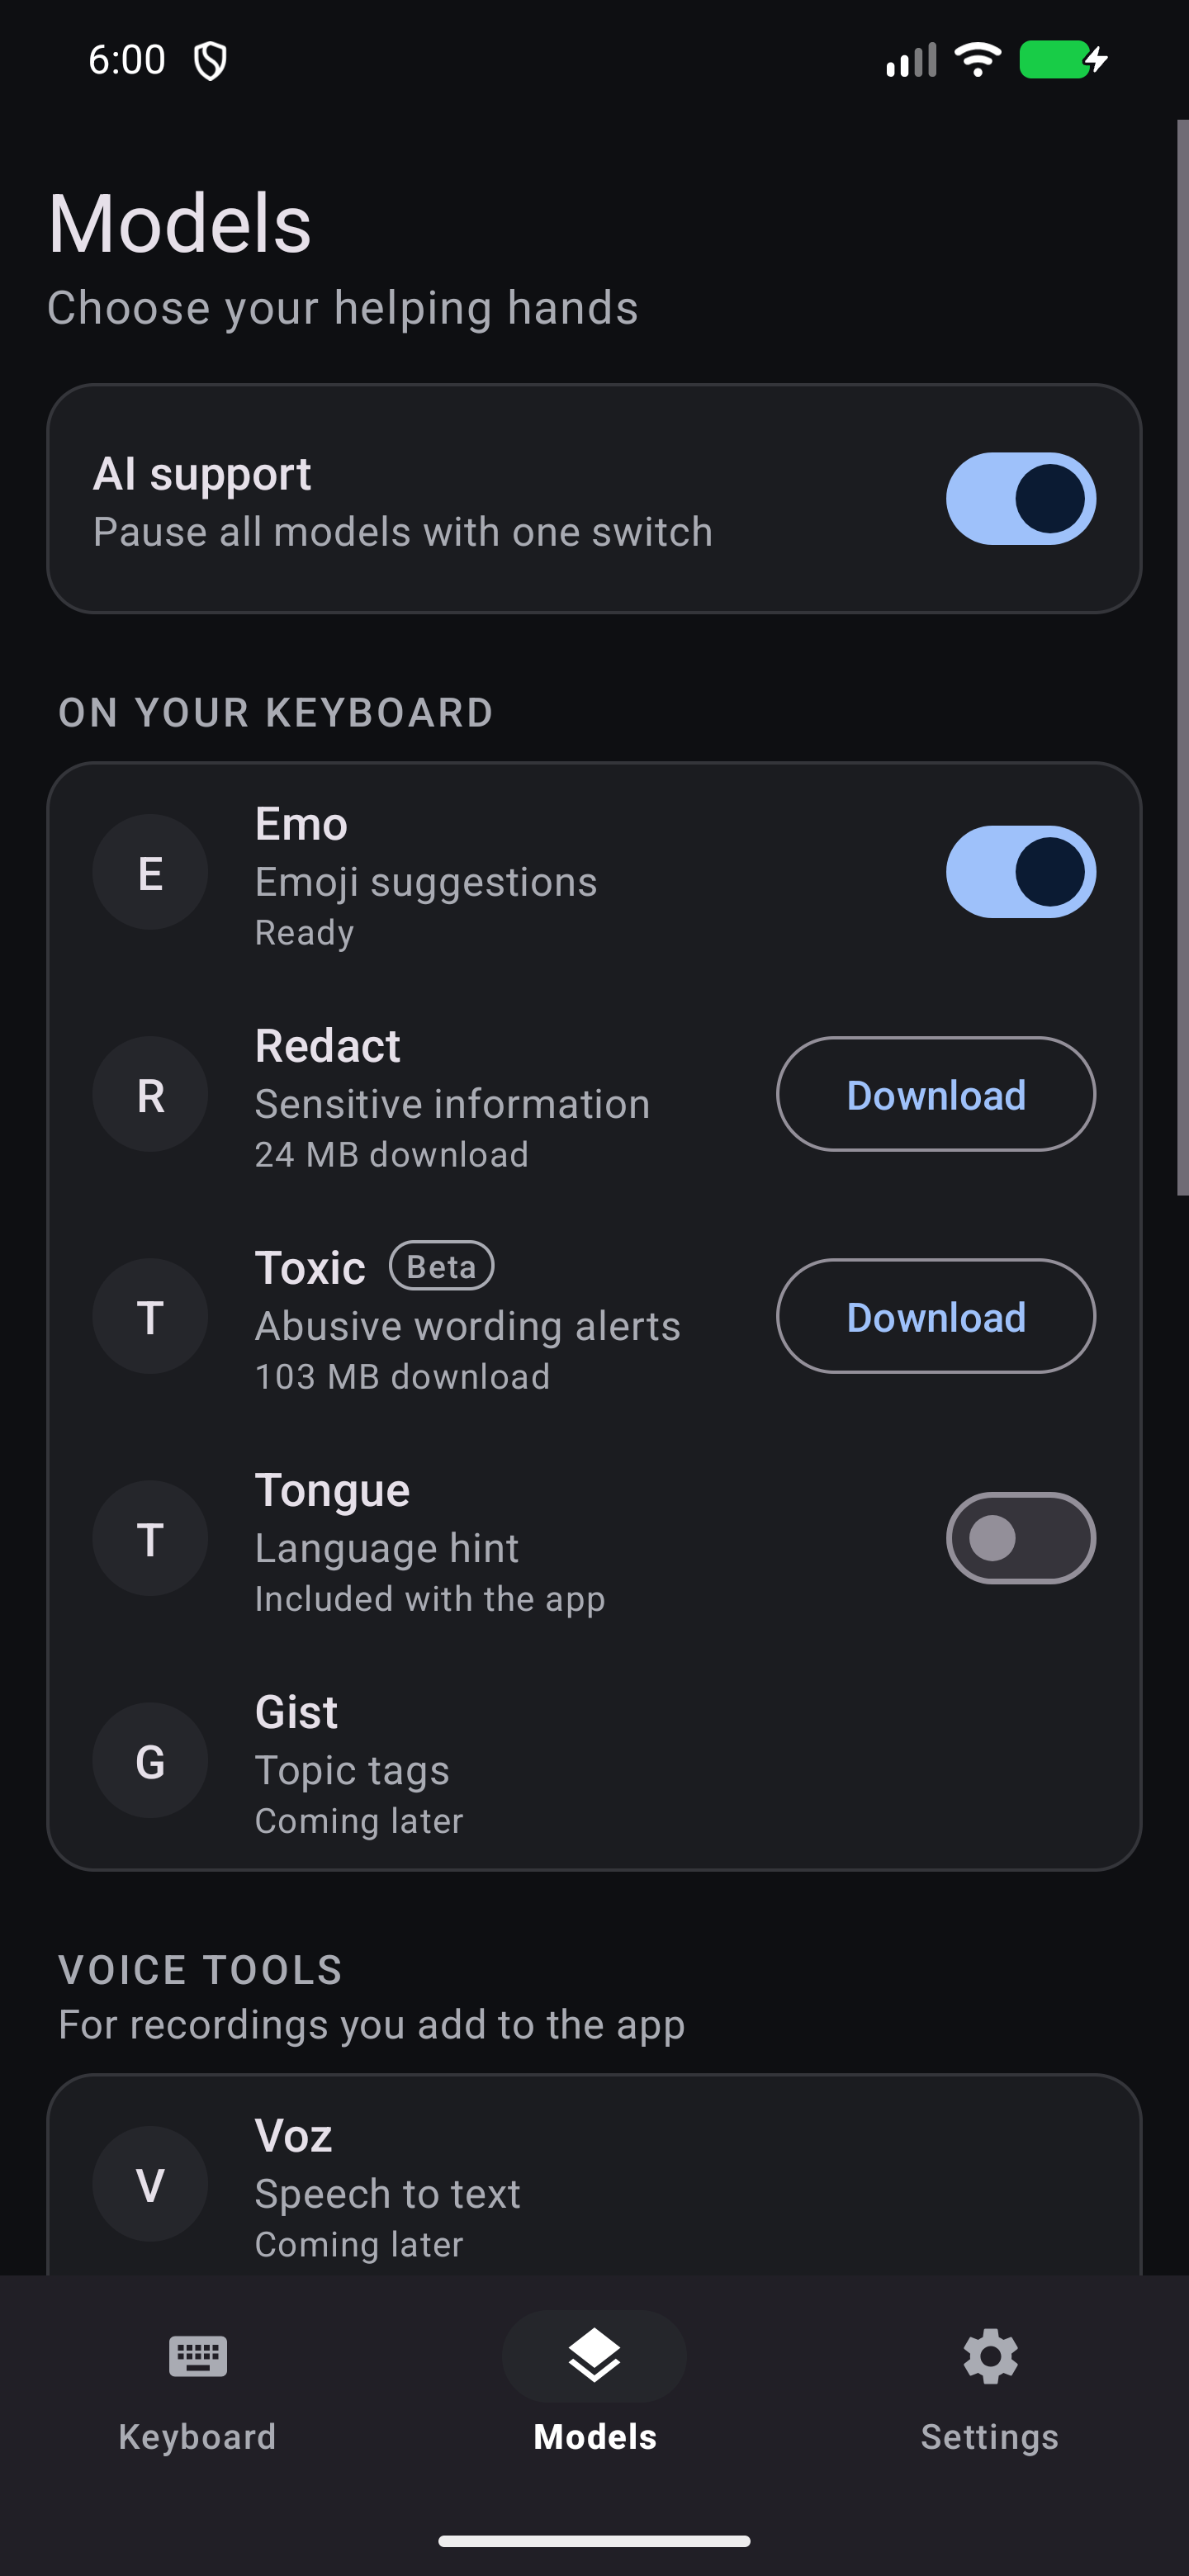 6:00
Models
Choose your helping hands
AI support
Pause all models with one switch
ON YOUR KEYBOARD
E
Emo
Emoji suggestions
Ready
R
Redact
Sensitive information
24 MB download
Download
T
Toxic Beta
Abusive wording alerts
103 MB download
Download
T
Tongue
Language hint
Included with the app
G
Gist
Topic tags
Coming later
VOICE TOOLS
For recordings you add to the app
V
Voz
Speech to text
Coming later
Keyboard
Models
Settings